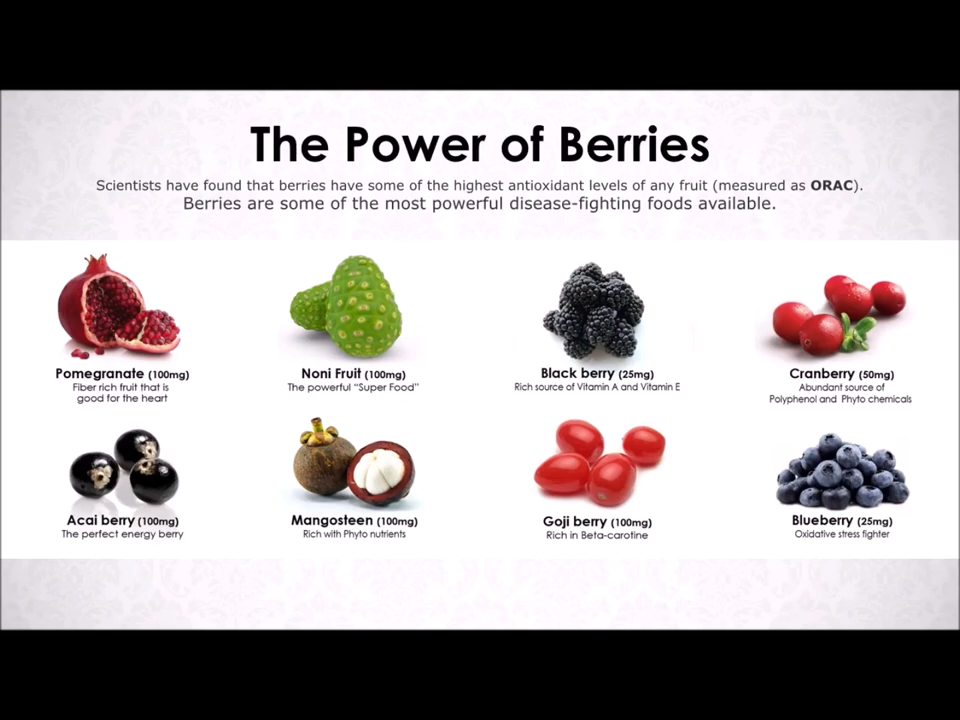 The Power of Berries
Scientists have found that berries have some of the highest antioxidant levels of any fruit (measured as ORAC).
Berries are some of the most powerful disease-fighting foods available.
Pomegranate (100mg)
Fiber rich fruit that is
good for the heart
Noni Fruit (100mg)
The powerful “Super Food”
Black berry (25mg)
Rich source of Vitamin A and Vitamin E
Cranberry (50mg)
Abundant source of
Polyphenol and Phyto chemicals
Acai berry (100mg)
The perfect energy berry
Mangosteen (100mg)
Rich with Phyto nutrients
Goji berry (100mg)
Rich in Beta-carotine
Blueberry (25mg)
Oxidative stress fighter